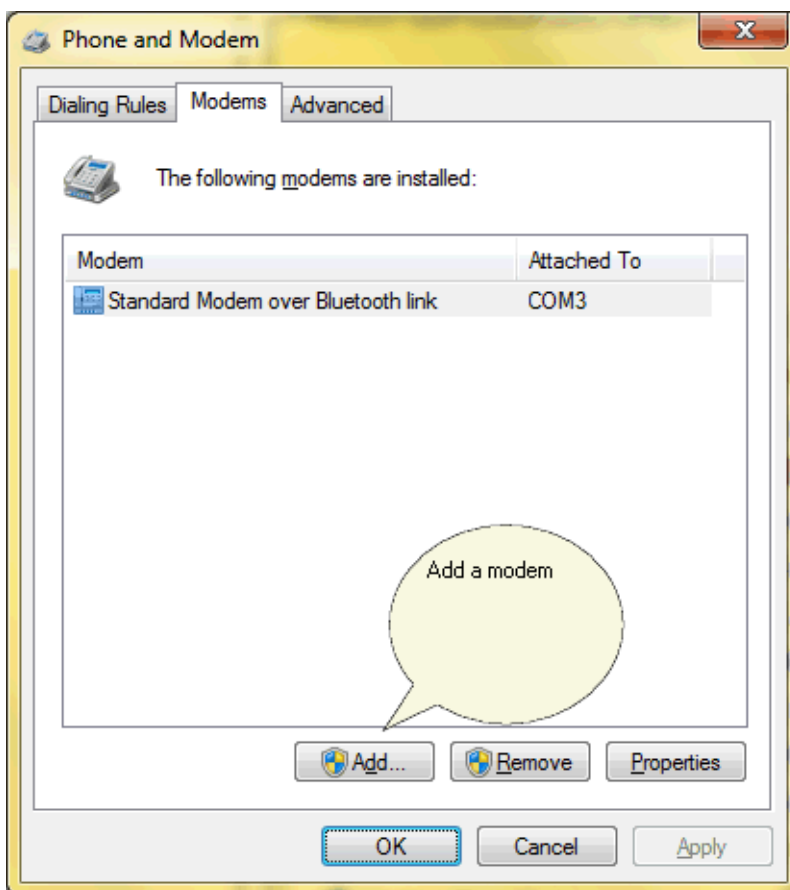 Phone and Modem
Dialing Rules Modems Advanced
The following modems are installed:
Modem Attached To
Standard Modem over Bluetooth link COM3
Add a modem
Add... Remove Properties
OK Cancel Apply